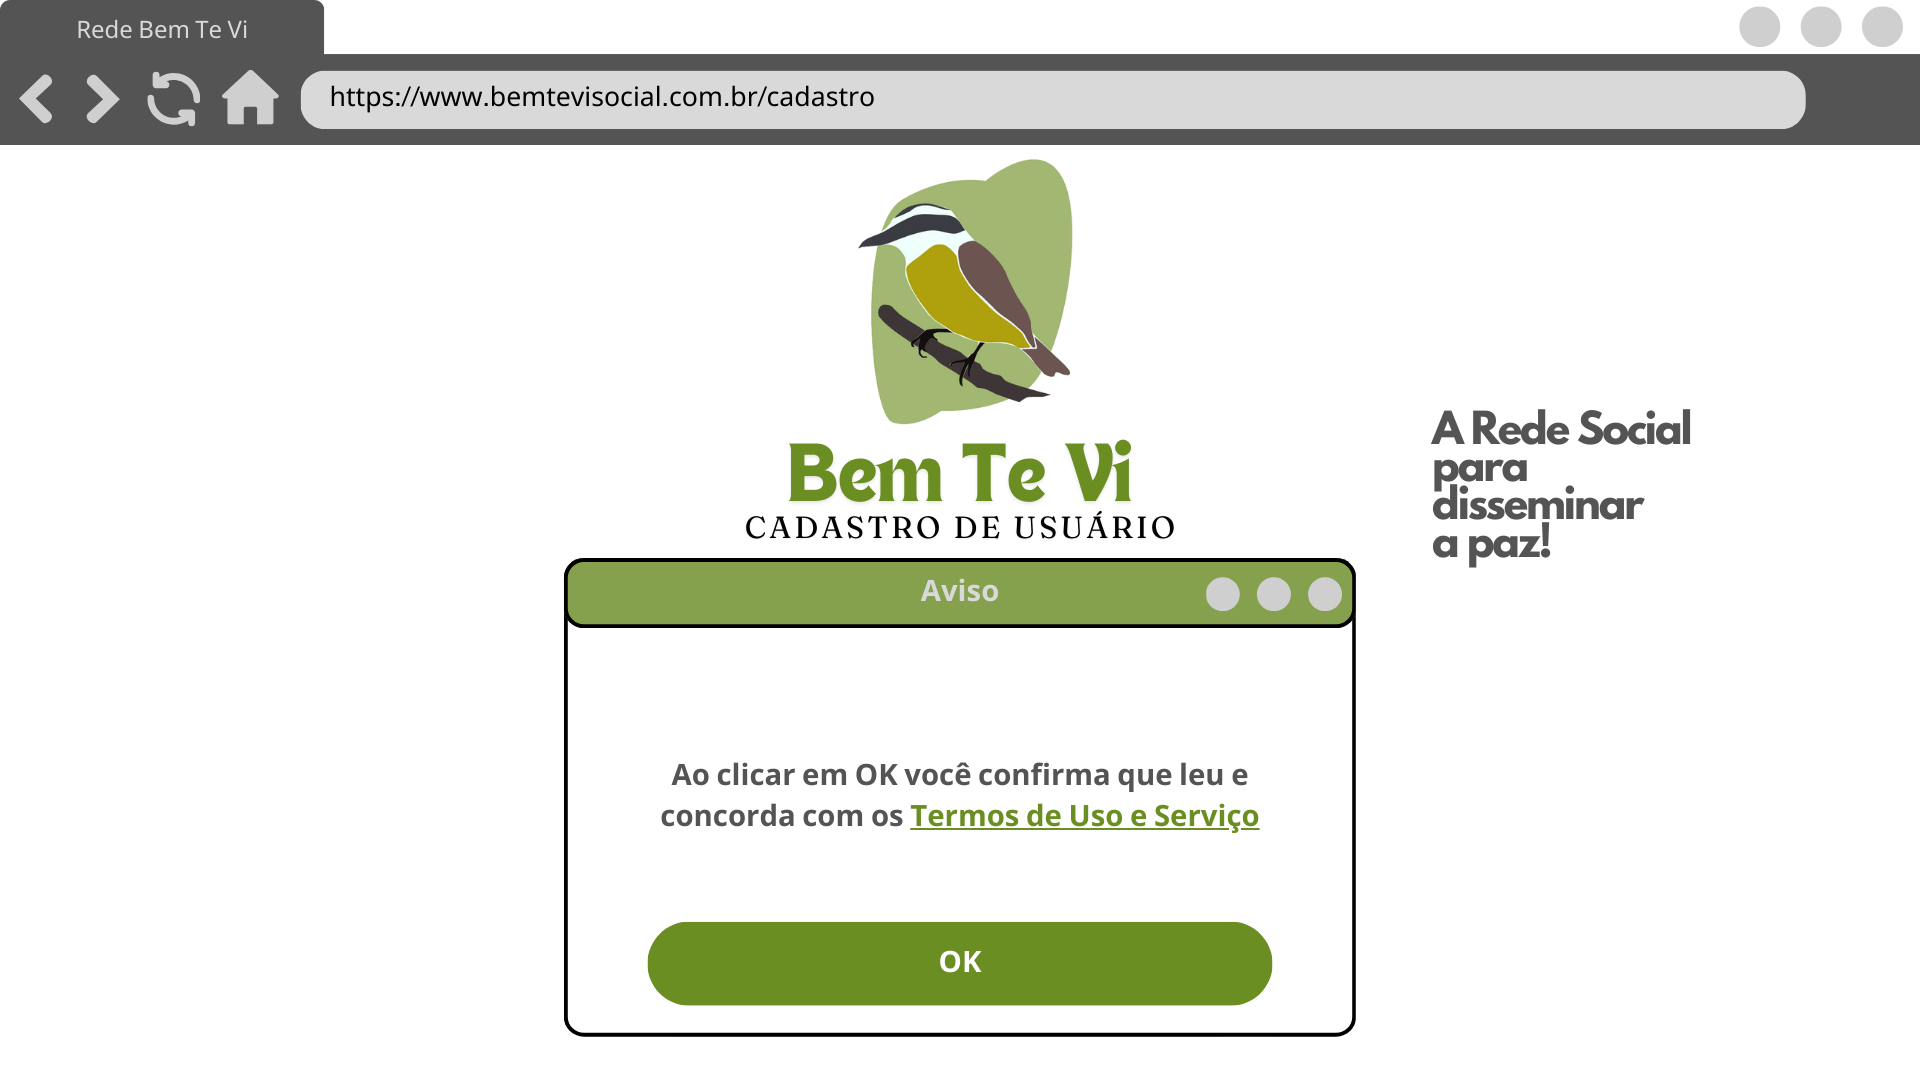 Rede Bem Te Vi
https://www.bemtevisocial.com.br/cadastro
Bem Te Vi
CADASTRO DE USUÁRIO
A Rede Social
para
disseminar
a paz!
Aviso
Ao clicar em OK você confirma que leu e
concorda com os Termos de Uso e Serviço
OK